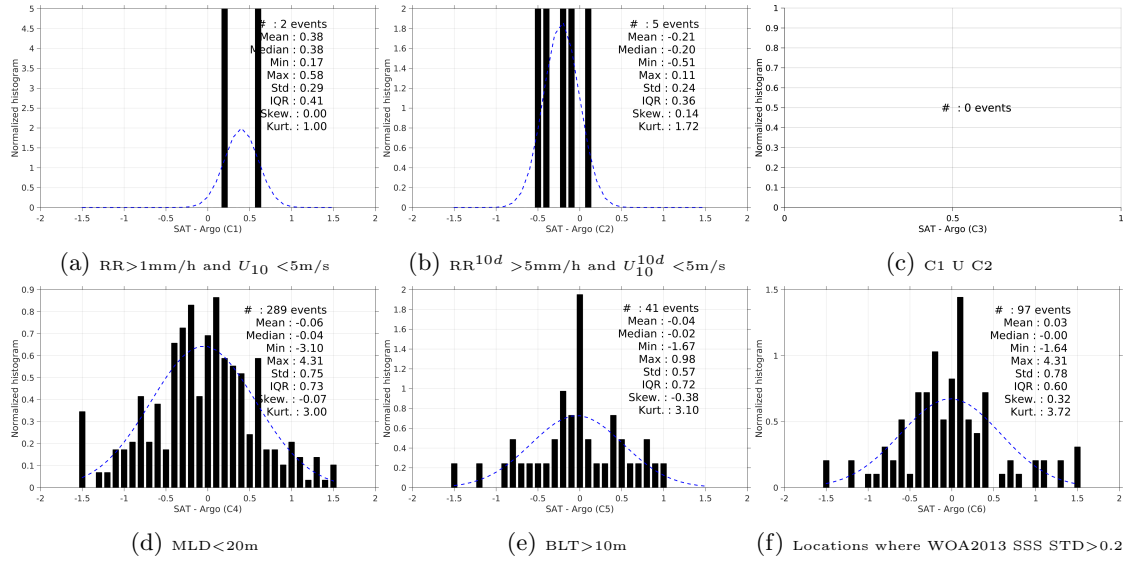 Normalized histogram
5
4.5
4
3.5
3
2.5
2
1.5
1
0.5
0
# : 2 events
Mean : 0.38
Median : 0.38
Min : 0.17
Max : 0.58
Std : 0.29
IQR : 0.41
Skew. : 0.00
Kurt. : 1.00
-2 -1.5 -1 -0.5 0 0.5 1 1.5 2
SAT - Argo (C1)
(a) RR>1mm/h and U10 <5m/s
Normalized histogram
2
1.8
1.6
1.4
1.2
1
0.8
0.6
0.4
0.2
0
# : 5 events
Mean : -0.21
Median : -0.20
Min : -0.51
Max : 0.11
Std : 0.24
IQR : 0.36
Skew. : 0.14
Kurt. : 1.72
-2 -1.5 -1 -0.5 0 0.5 1 1.5 2
SAT - Argo (C2)
(b) RR^10d >5mm/h and U10^10d <5m/s
Normalized histogram
1
0.9
0.8
0.7
0.6
0.5
0.4
0.3
0.2
0.1
0
# : 0 events
0 0.5 1
SAT - Argo (C3)
(c) C1 U C2
Normalized histogram
0.9
0.8
0.7
0.6
0.5
0.4
0.3
0.2
0.1
0
# : 289 events
Mean : -0.06
Median : -0.04
Min : -3.10
Max : 4.31
Std : 0.75
IQR : 0.73
Skew. : -0.07
Kurt. : 3.00
-2 -1.5 -1 -0.5 0 0.5 1 1.5 2
SAT - Argo (C4)
(d) MLD<20m
Normalized histogram
2
1.6
1.2
0.8
0.4
0
# : 41 events
Mean : -0.04
Median : -0.02
Min : -1.67
Max : 0.98
Std : 0.57
IQR : 0.72
Skew. : -0.38
Kurt. : 3.10
-2 -1.5 -1 -0.5 0 0.5 1 1.5 2
SAT - Argo (C5)
(e) BLT>10m
Normalized histogram
1.5
1
0.5
0
# : 97 events
Mean : 0.03
Median : -0.00
Min : -1.64
Max : 4.31
Std : 0.78
IQR : 0.60
Skew. : 0.32
Kurt. : 3.72
-2 -1.5 -1 -0.5 0 0.5 1 1.5 2
SAT - Argo (C6)
(f) Locations where WOA2013 SSS STD>0.2